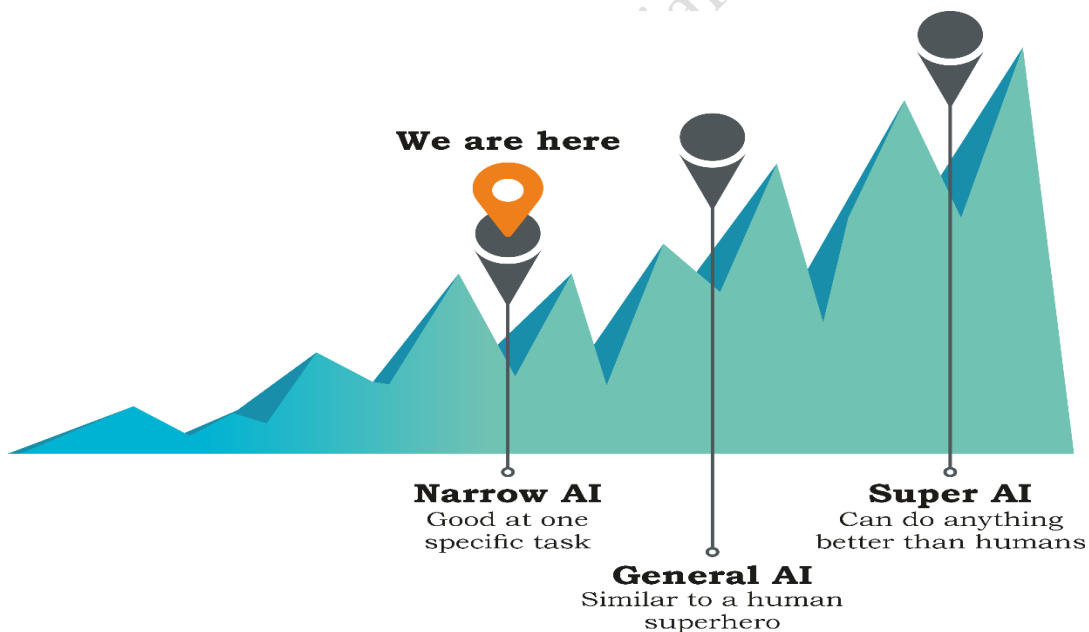 We are here
Narrow AI
Good at one
specific task
General AI
Similar to a human
superhero
Super AI
Can do anything
better than humans